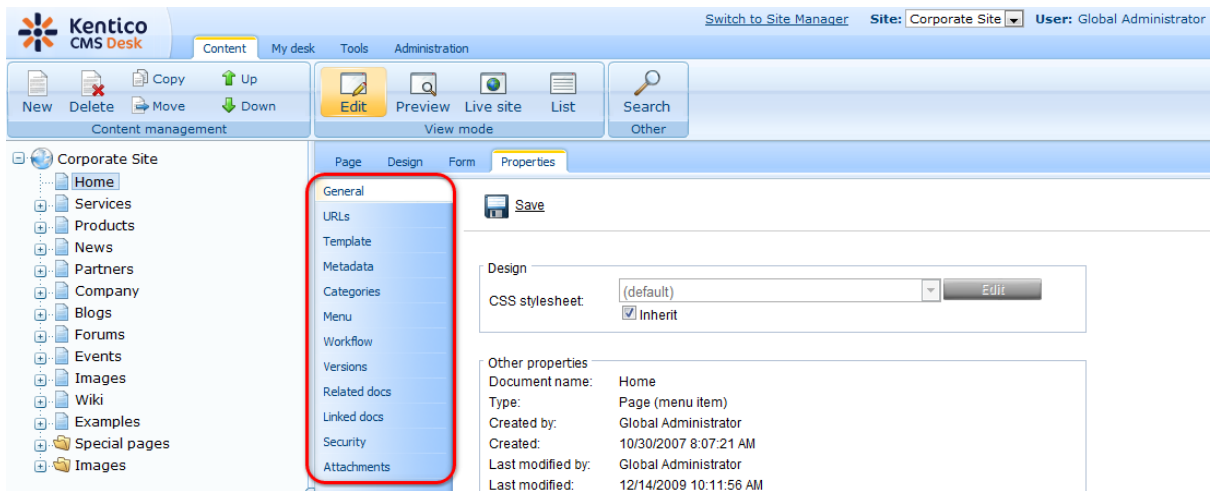 Kentico
CMS Desk
Switch to Site Manager Site: Corporate Site User: Global Administrator
Content My desk Tools Administration
New Delete Copy Move Up Down
Content management
Edit Preview Live site List
View mode
Search
Other
Corporate Site
Home
Services
Products
News
Partners
Company
Blogs
Forums
Events
Images
Wiki
Examples
Special pages
Images
Page Design Form Properties
General
URLs
Template
Metadata
Categories
Menu
Workflow
Versions
Related docs
Linked docs
Security
Attachments
Save
Design
CSS stylesheet: (default) Edit
Inherit
Other properties
Document name: Home
Type: Page (menu item)
Created by: Global Administrator
Created: 10/30/2007 8:07:21 AM
Last modified by: Global Administrator
Last modified: 12/14/2009 10:11:56 AM